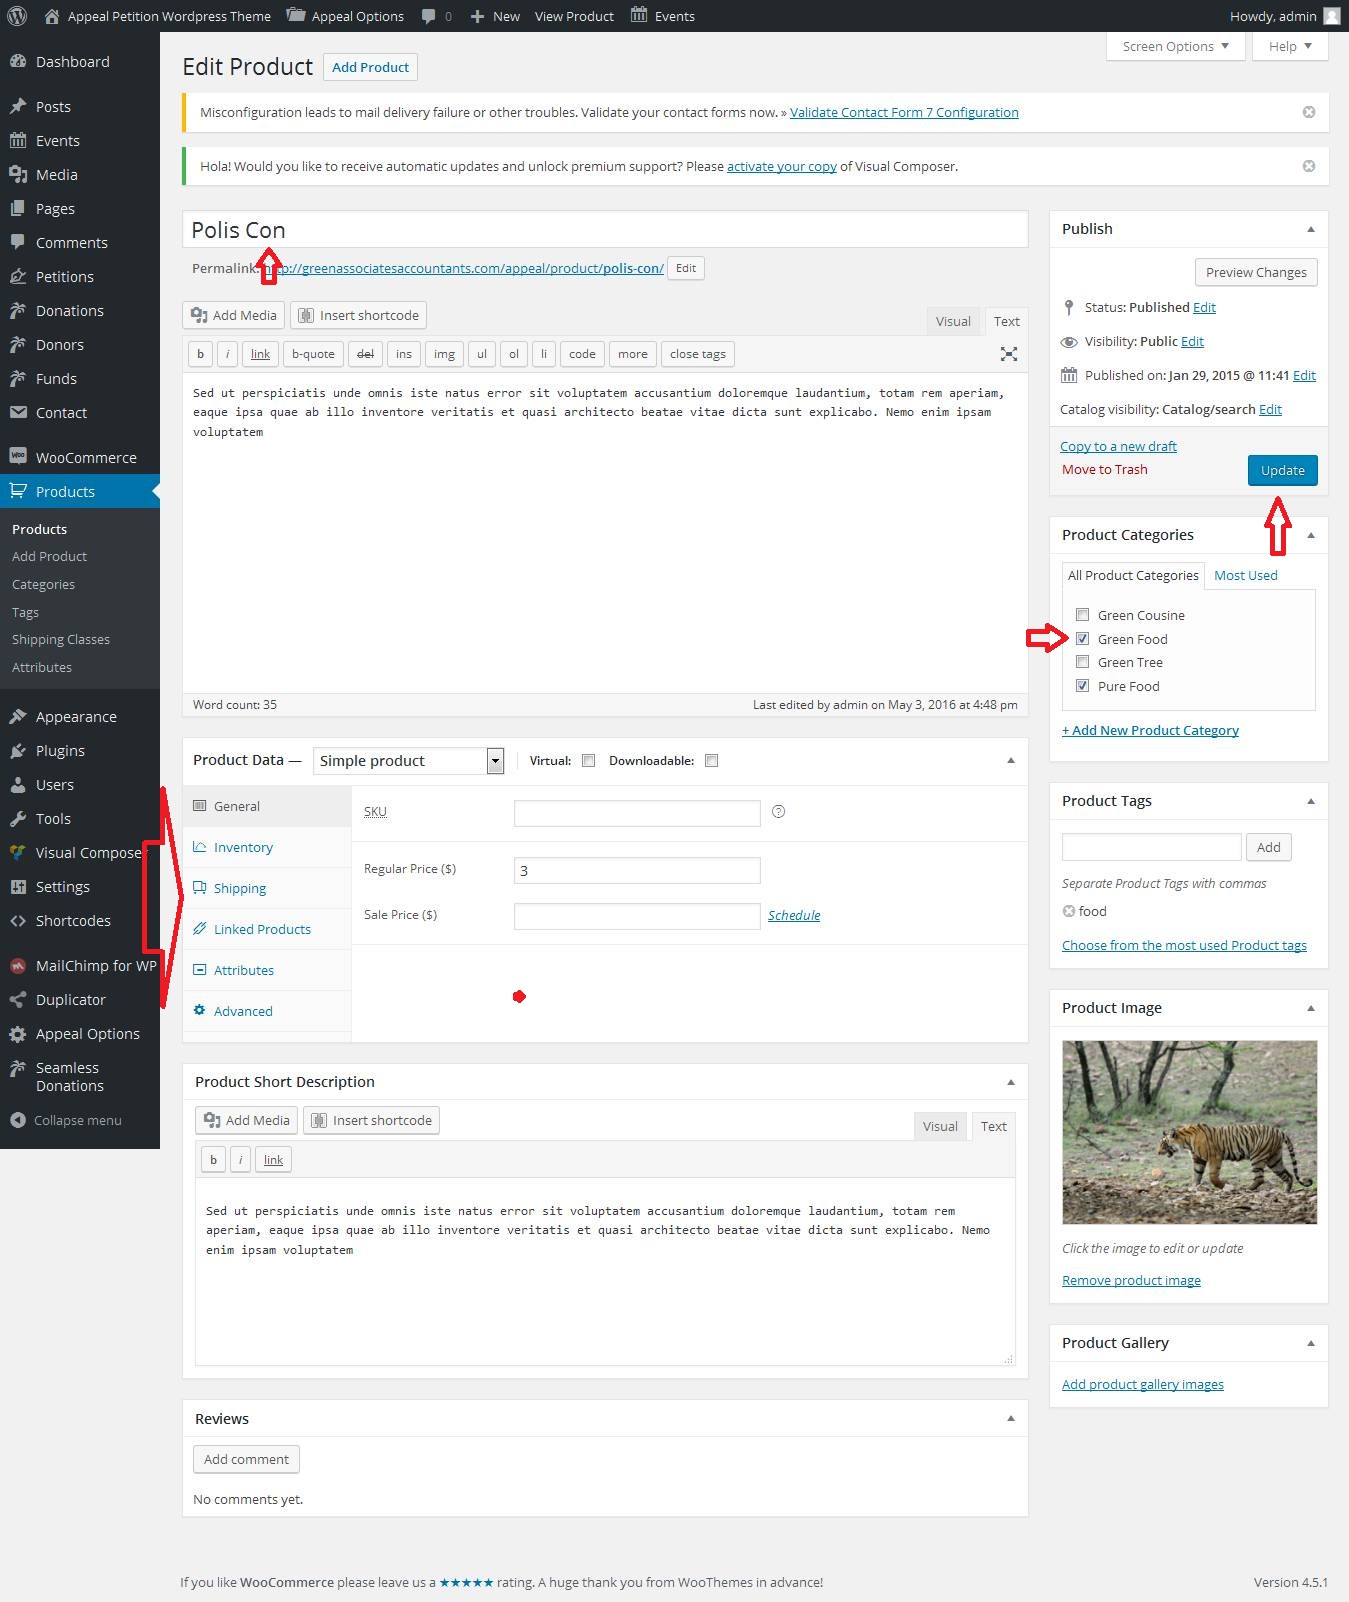 Appeal Petition Wordpress Theme Appeal Options 0 New View Product Events Howdy, admin
Screen Options Help
Dashboard
Posts
Events
Media
Pages
Comments
Petitions
Donations
Donors
Funds
Contact
WooCommerce
Products
Products
Add Product
Categories
Tags
Shipping Classes
Attributes
Appearance
Plugins
Users
Tools
Visual Composer
Settings
Shortcodes
MailChimp for WP
Duplicator
Appeal Options
Seamless
Donations
Collapse menu
Edit Product Add Product
Misconfiguration leads to mail delivery failure or other troubles. Validate your contact forms now. » Validate Contact Form 7 Configuration
Hola! Would you like to receive automatic updates and unlock premium support? Please activate your copy of Visual Composer.
Polis Con
Permalink: http://greenassociatesaccountants.com/appeal/product/polis-con/ Edit
Add Media Insert shortcode Visual Text
b i link b-quote del ins img ul ol li code more close tags
Sed ut perspiciatis unde omnis iste natus error sit voluptatem accusantium doloremque laudantium, totam rem aperiam,
eaque ipsa quae ab illo inventore veritatis et quasi architecto beatae vitae dicta sunt explicabo. Nemo enim ipsam
voluptatem
Word count: 35 Last edited by admin on May 3, 2016 at 4:48 pm
Product Data — Simple product Virtual: Downloadable:
General
Inventory
Shipping
Linked Products
Attributes
Advanced
SKU ?
Regular Price ($) 3
Sale Price ($) Schedule
Product Short Description
Add Media Insert shortcode Visual Text
b i link
Sed ut perspiciatis unde omnis iste natus error sit voluptatem accusantium doloremque laudantium, totam rem
aperiam, eaque ipsa quae ab illo inventore veritatis et quasi architecto beatae vitae dicta sunt explicabo. Nemo
enim ipsam voluptatem
Reviews
Add comment
No comments yet.
Publish
Preview Changes
Status: Published Edit
Visibility: Public Edit
Published on: Jan 29, 2015 @ 11:41 Edit
Catalog visibility: Catalog/search Edit
Copy to a new draft
Move to Trash Update
Product Categories
All Product Categories Most Used
Green Cousine
Green Food
Green Tree
Pure Food
+ Add New Product Category
Product Tags
Add
Separate Product Tags with commas
food
Choose from the most used Product tags
Product Image
Click the image to edit or update
Remove product image
Product Gallery
Add product gallery images
If you like WooCommerce please leave us a ★★★★★ rating. A huge thank you from WooThemes in advance! Version 4.5.1